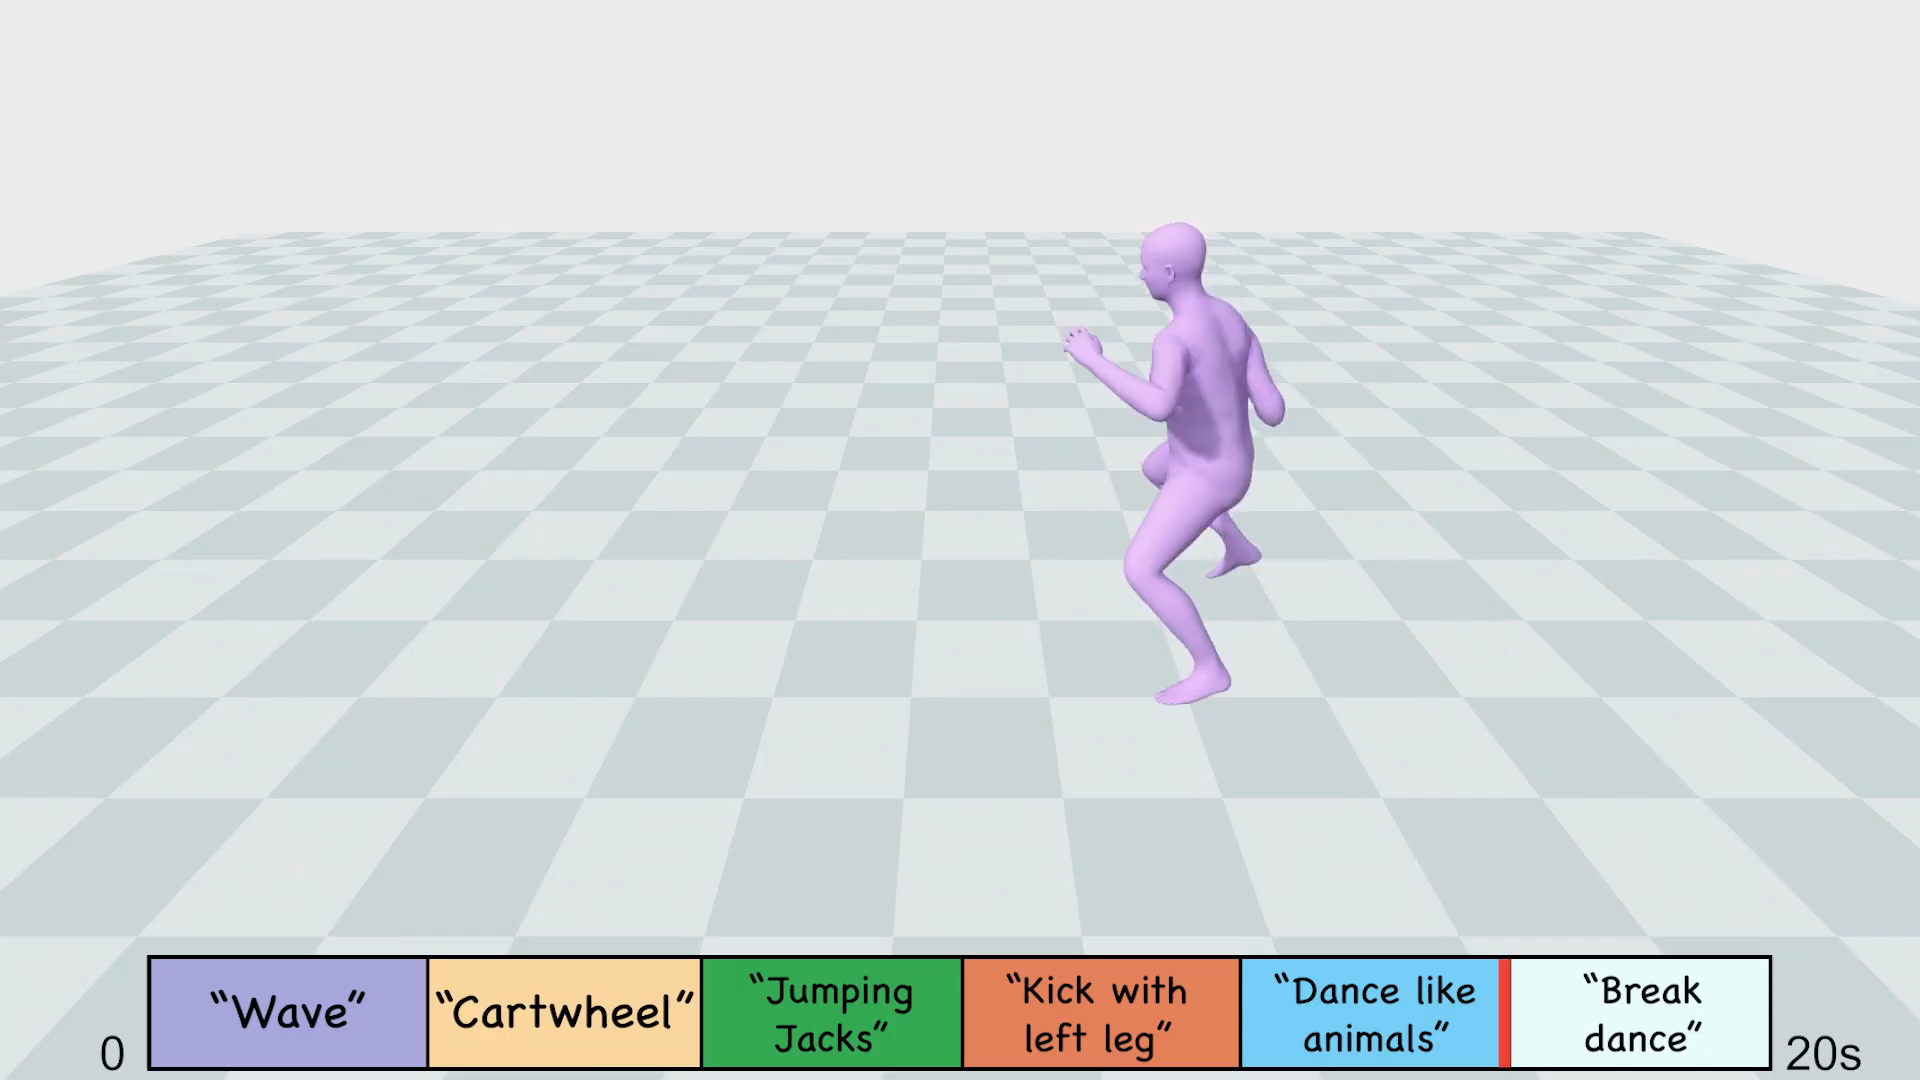 “Wave”
“Cartwheel”
“Jumping
Jacks”
“Kick with
left leg”
“Dance like
animals”
“Break
dance”
0
20s